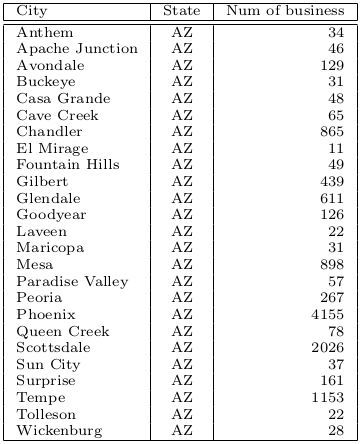 City State Num of business
Anthem AZ 34
Apache Junction AZ 46
Avondale AZ 129
Buckeye AZ 31
Casa Grande AZ 48
Cave Creek AZ 65
Chandler AZ 865
El Mirage AZ 11
Fountain Hills AZ 49
Gilbert AZ 439
Glendale AZ 611
Goodyear AZ 126
Laveen AZ 22
Maricopa AZ 31
Mesa AZ 898
Paradise Valley AZ 57
Peoria AZ 267
Phoenix AZ 4155
Queen Creek AZ 78
Scottsdale AZ 2026
Sun City AZ 37
Surprise AZ 161
Tempe AZ 1153
Tolleson AZ 22
Wickenburg AZ 28